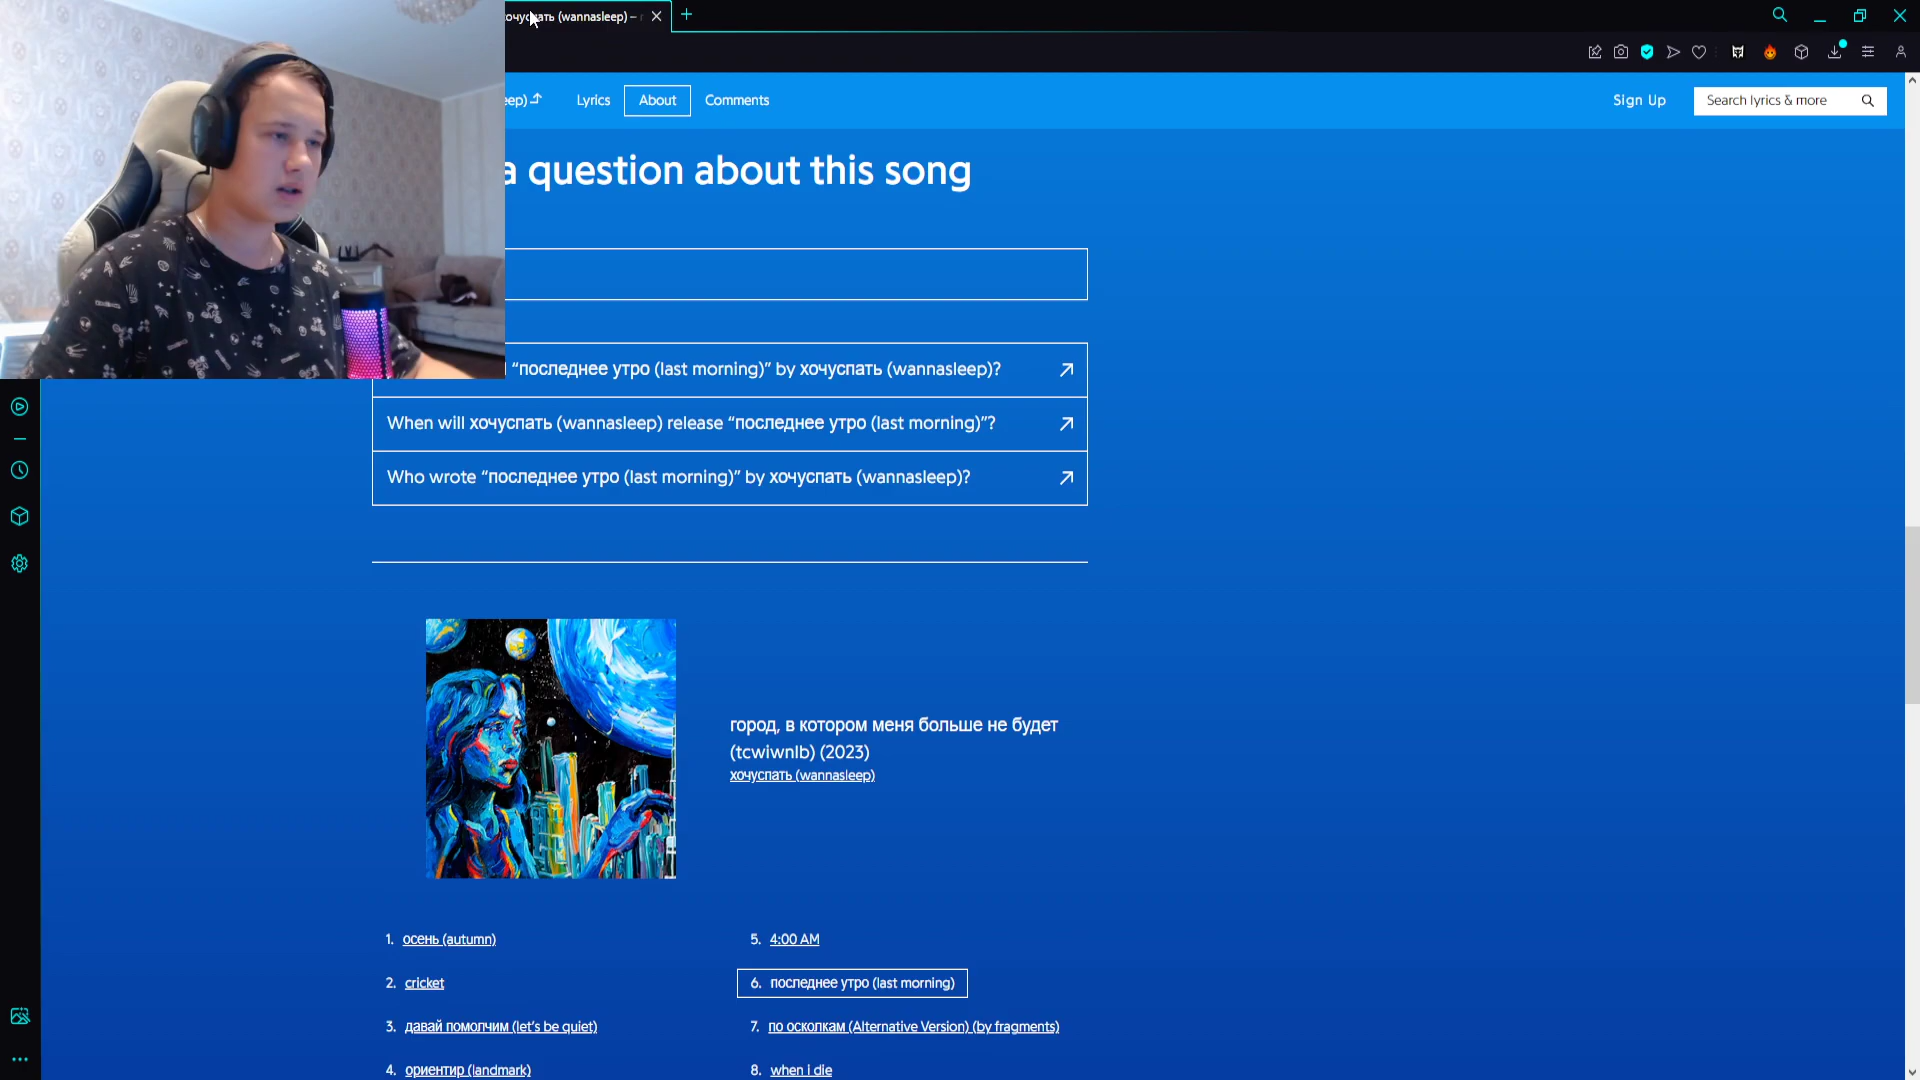 очуспать (wannasleep) –
eep)
Lyrics
About
Comments
Sign Up
Search lyrics & more
a question about this song
“последнее утро (last morning)” by хочуспать (wannasleep)?
When will хочуспать (wannasleep) release “последнее утро (last morning)”?
Who wrote “последнее утро (last morning)” by хочуспать (wannasleep)?
город, в котором меня больше не будет
(tcwiwnlb) (2023)
хочуспать (wannasleep)
1. осень (autumn)
2. cricket
3. давай помолчим (let's be quiet)
4. ориентир (landmark)
5. 4:00 AM
6. последнее утро (last morning)
7. по осколкам (Alternative Version) (by fragments)
8. when i die